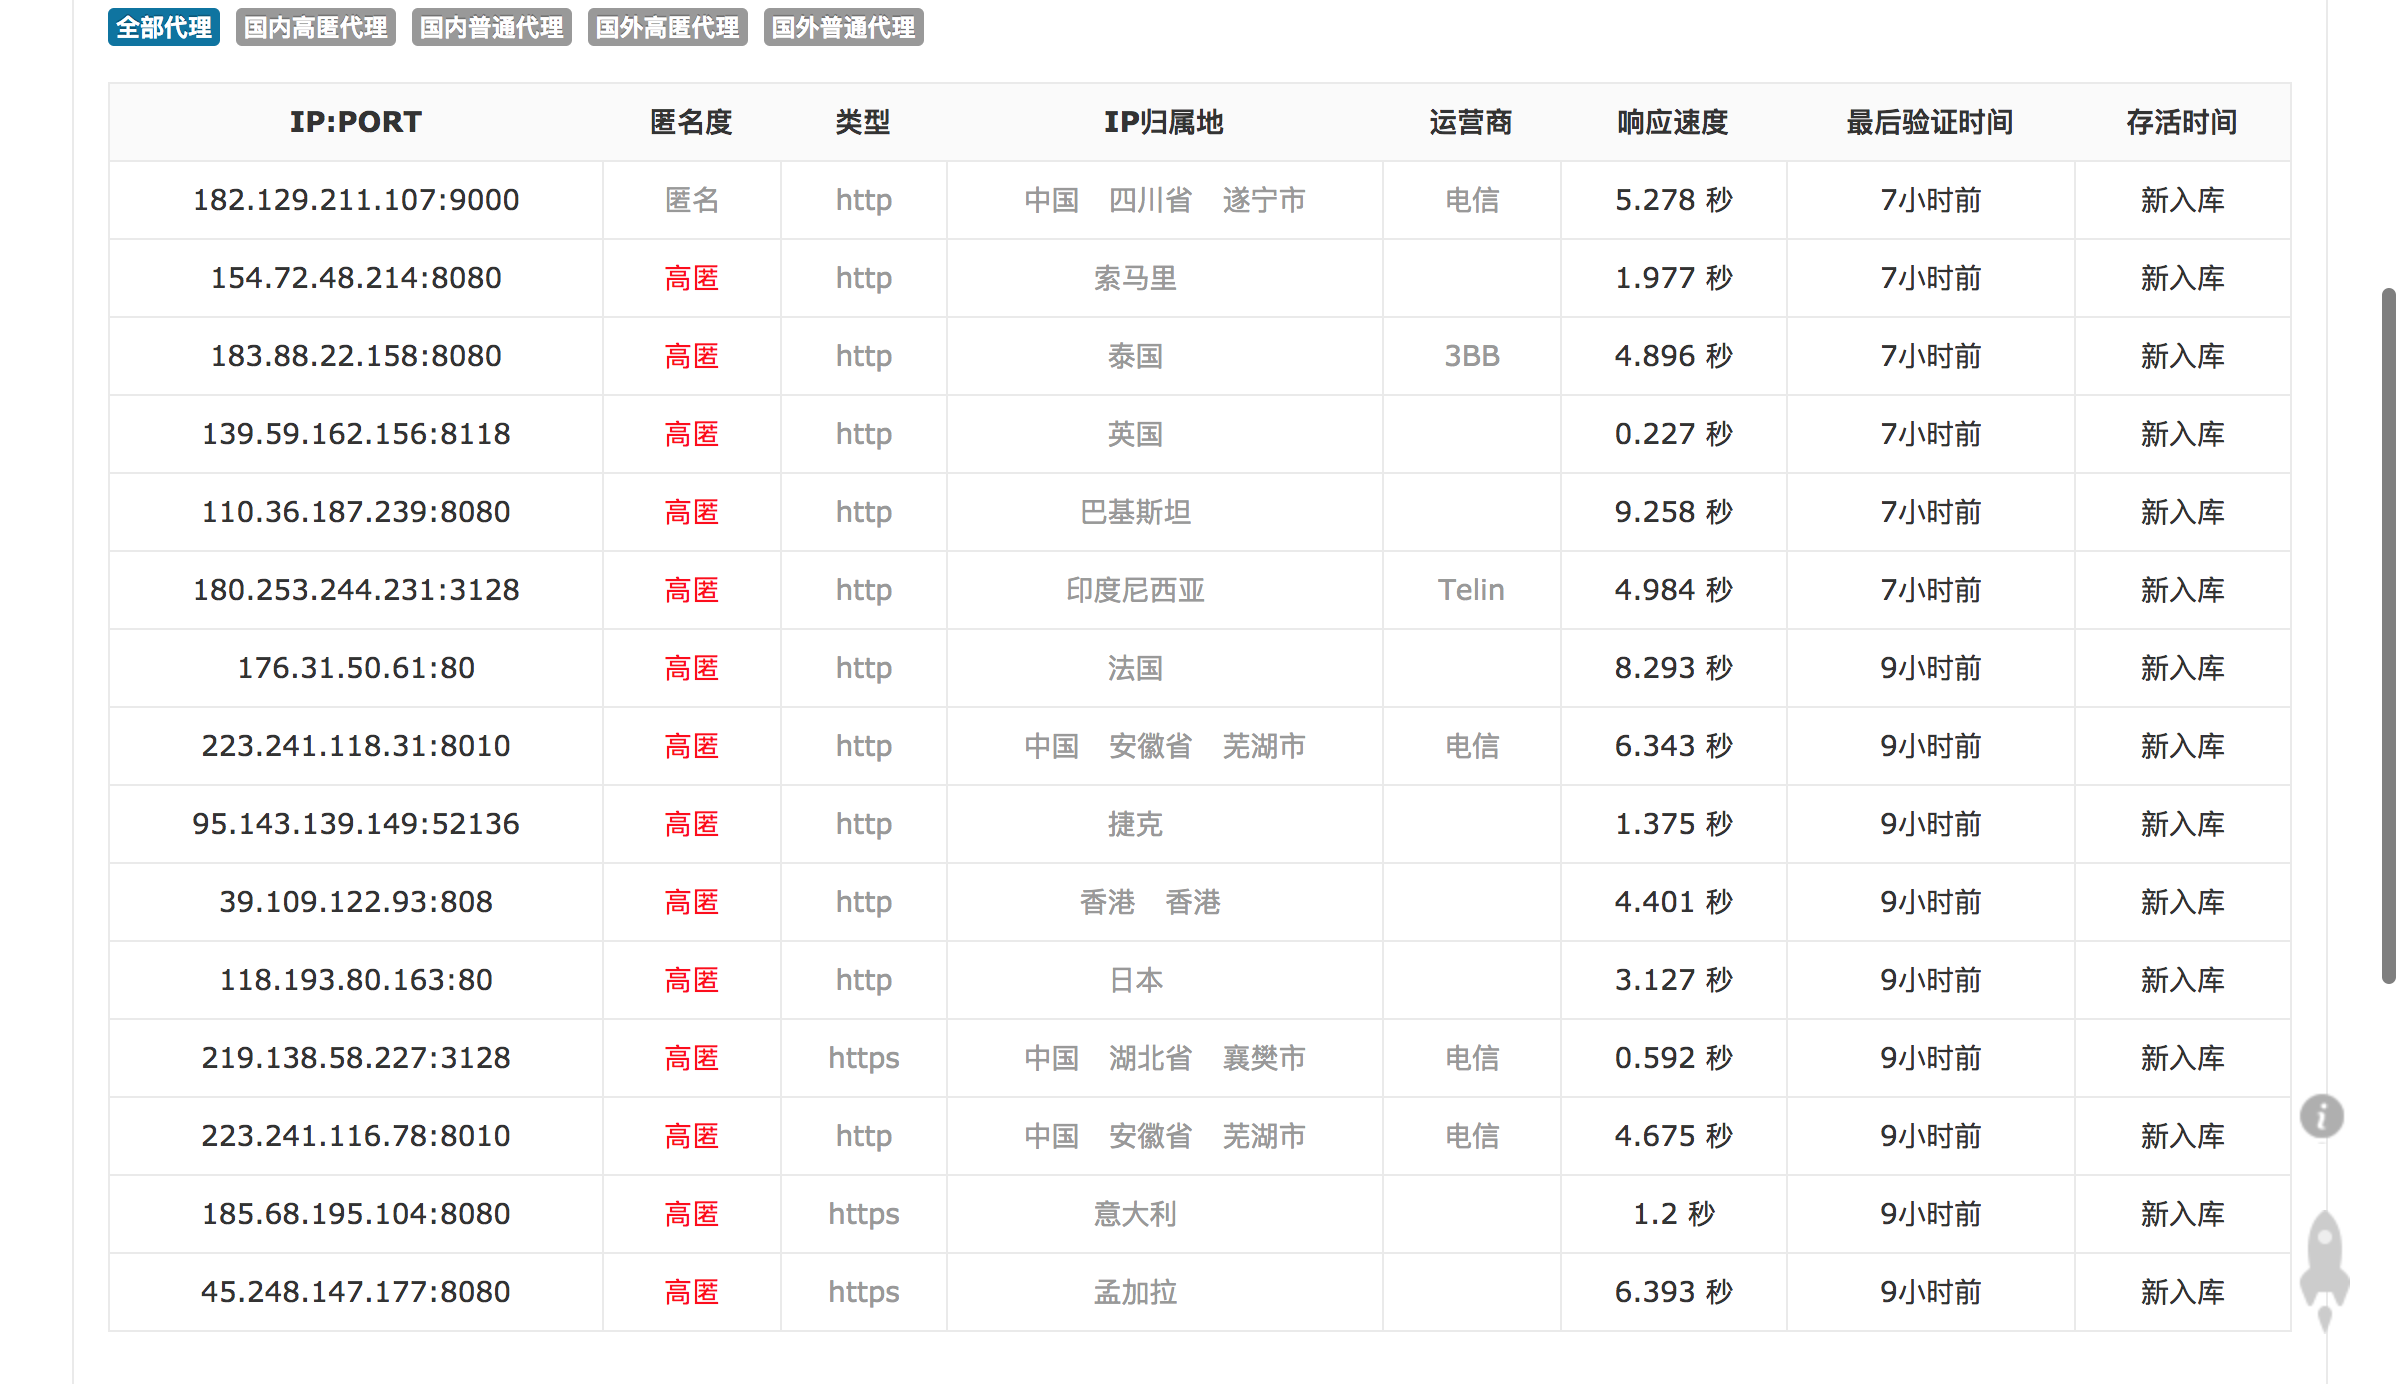 全部代理 国内高匿代理 国内普通代理 国外高匿代理 国外普通代理
IP:PORT 匿名度 类型 IP归属地 运营商 响应速度 最后验证时间 存活时间
182.129.211.107:9000 匿名 http 中国 四川省 遂宁市 电信 5.278 秒 7小时前 新入库
154.72.48.214:8080 高匿 http 索马里 1.977 秒 7小时前 新入库
183.88.22.158:8080 高匿 http 泰国 3BB 4.896 秒 7小时前 新入库
139.59.162.156:8118 高匿 http 英国 0.227 秒 7小时前 新入库
110.36.187.239:8080 高匿 http 巴基斯坦 9.258 秒 7小时前 新入库
180.253.244.231:3128 高匿 http 印度尼西亚 Telin 4.984 秒 7小时前 新入库
176.31.50.61:80 高匿 http 法国 8.293 秒 9小时前 新入库
223.241.118.31:8010 高匿 http 中国 安徽省 芜湖市 电信 6.343 秒 9小时前 新入库
95.143.139.149:52136 高匿 http 捷克 1.375 秒 9小时前 新入库
39.109.122.93:808 高匿 http 香港 香港 4.401 秒 9小时前 新入库
118.193.80.163:80 高匿 http 日本 3.127 秒 9小时前 新入库
219.138.58.227:3128 高匿 https 中国 湖北省 襄樊市 电信 0.592 秒 9小时前 新入库
223.241.116.78:8010 高匿 http 中国 安徽省 芜湖市 电信 4.675 秒 9小时前 新入库
185.68.195.104:8080 高匿 https 意大利 1.2 秒 9小时前 新入库
45.248.147.177:8080 高匿 https 孟加拉 6.393 秒 9小时前 新入库